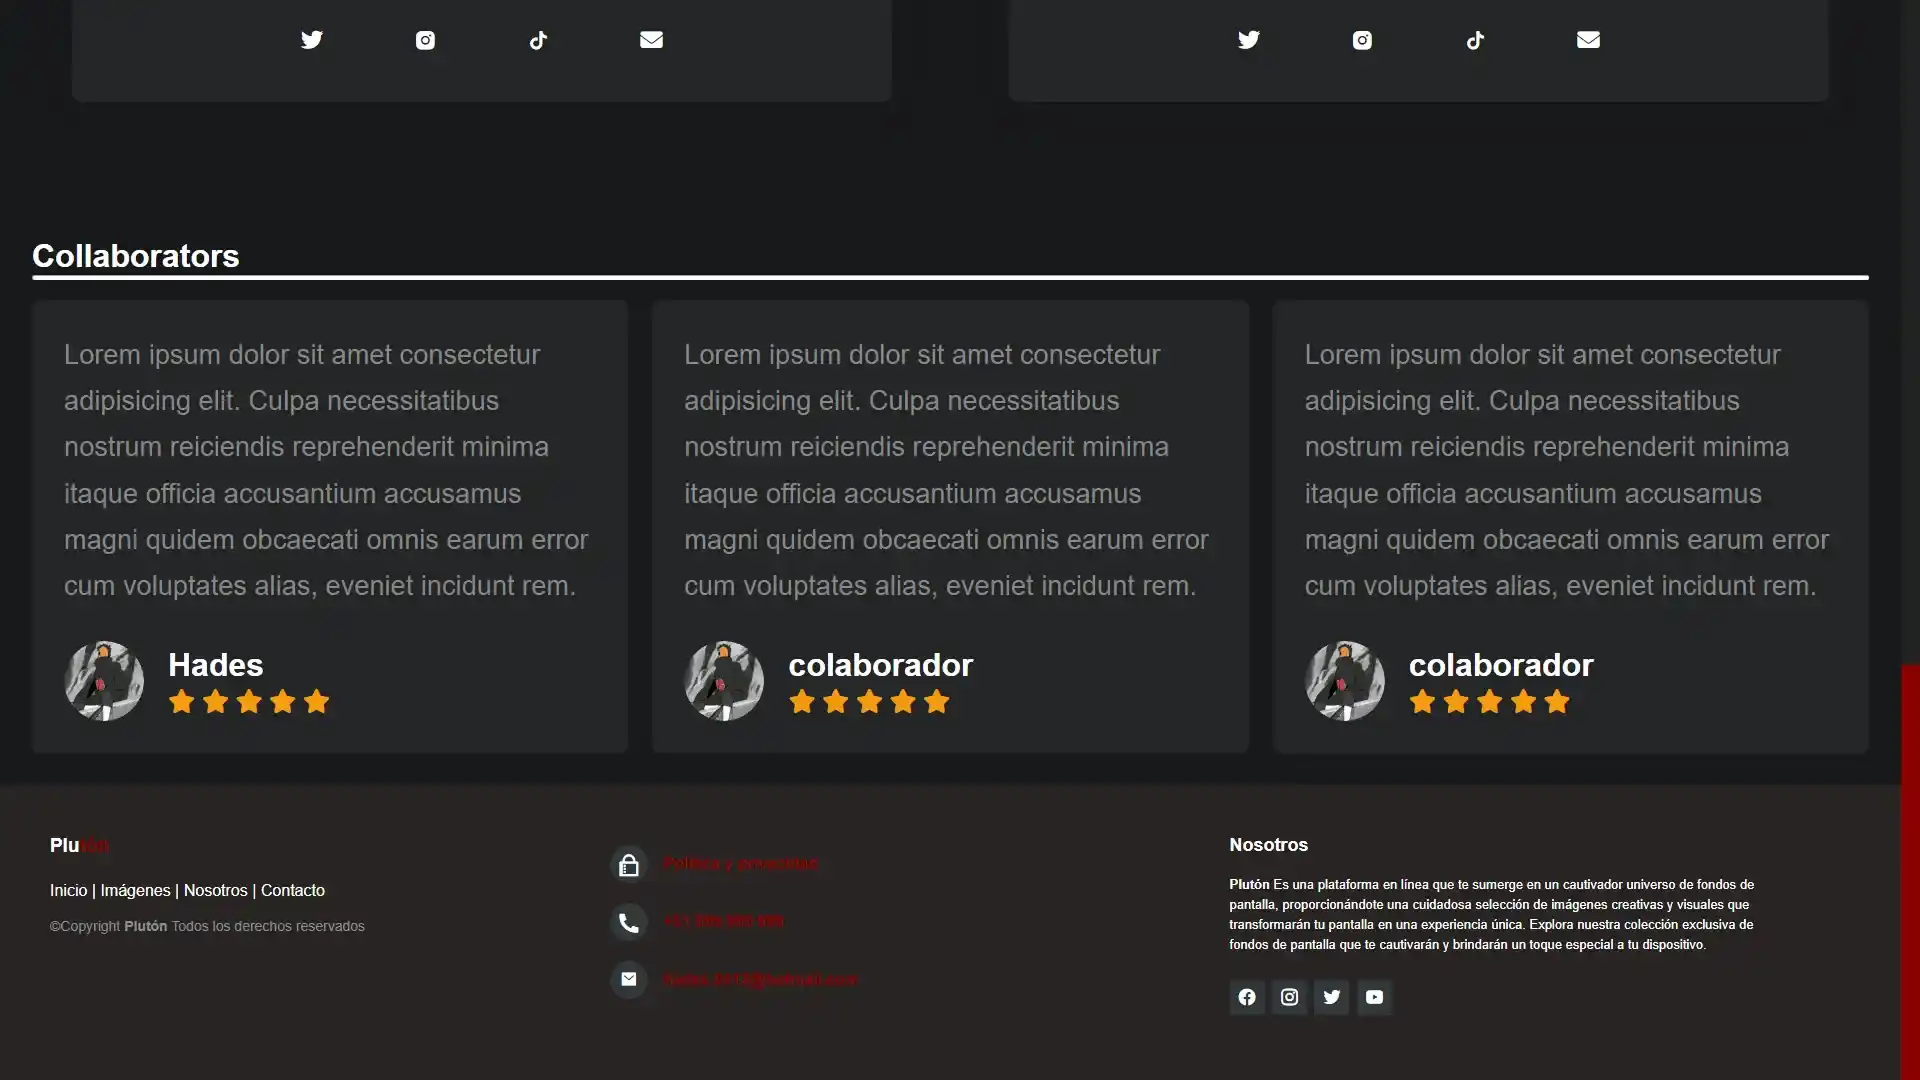 Collaborators
Lorem ipsum dolor sit amet consectetur
adipisicing elit. Culpa necessitatibus
nostrum reiciendis reprehenderit minima
itaque officia accusantium accusamus
magni quidem obcaecati omnis earum error
cum voluptates alias, eveniet incidunt rem.
Hades
Lorem ipsum dolor sit amet consectetur
adipisicing elit. Culpa necessitatibus
nostrum reiciendis reprehenderit minima
itaque officia accusantium accusamus
magni quidem obcaecati omnis earum error
cum voluptates alias, eveniet incidunt rem.
colaborador
Lorem ipsum dolor sit amet consectetur
adipisicing elit. Culpa necessitatibus
nostrum reiciendis reprehenderit minima
itaque officia accusantium accusamus
magni quidem obcaecati omnis earum error
cum voluptates alias, eveniet incidunt rem.
colaborador
Plutón
Inicio | Imágenes | Nosotros | Contacto
©Copyright Plutón Todos los derechos reservados
Nosotros
Plutón Es una plataforma en línea que te sumerge en un cautivador universo de fondos de
pantalla, proporcionándote una cuidadosa selección de imágenes creativas y visuales que
transformarán tu pantalla en una experiencia única. Explora nuestra colección exclusiva de
fondos de pantalla que te cautivarán y brindarán un toque especial a tu dispositivo.